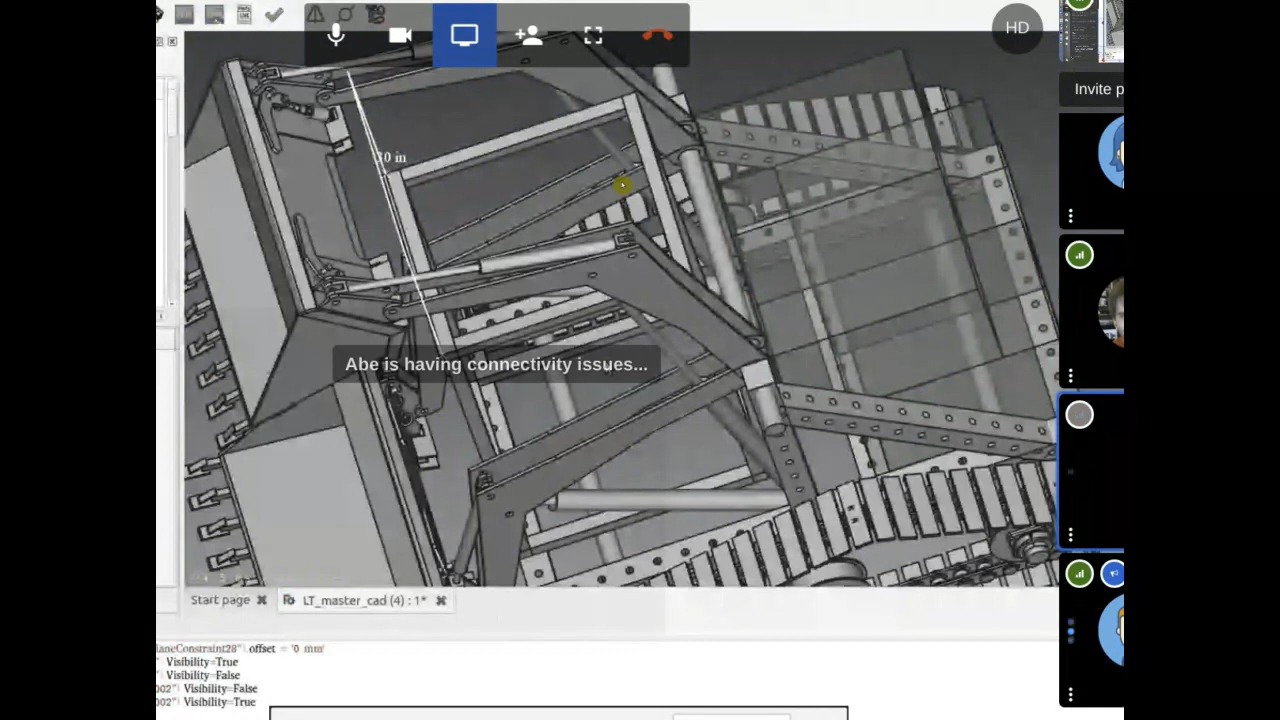 HD
Invite p
30 in
Abe is having connectivity issues...
Start page
LT_master_cad (4) : 1*
laneConstraint28"\ offset = '0 mm'
"\ Visibility=True
"\ Visibility=False
002"\ Visibility=False
002"\ Visibility=True